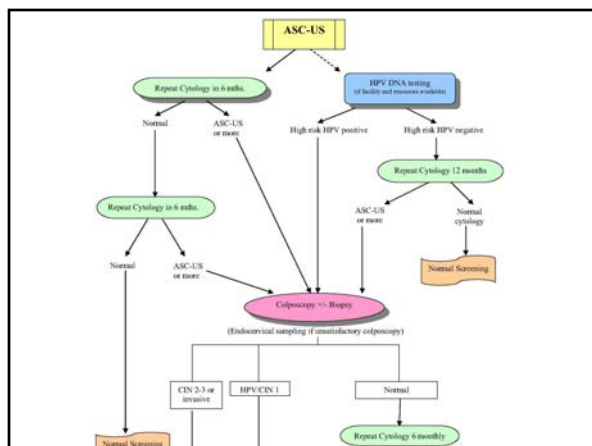 ASC-US
Repeat Cytology in 6 mths.
HPV DNA testing
(if facility and resources available)
Normal
ASC-US
or more
High risk HPV positive
High risk HPV negative
Repeat Cytology 12 months
Repeat Cytology in 6 mths.
ASC-US
or more
Normal
cytology
Normal
ASC-US
or more
Normal Screening
Colposcopy +/- Biopsy
(Endocervical sampling if unsatisfactory colposcopy)
CIN 2-3 or
invasive
HPV/CIN 1
Normal
Repeat Cytology 6 monthly
Normal Screening